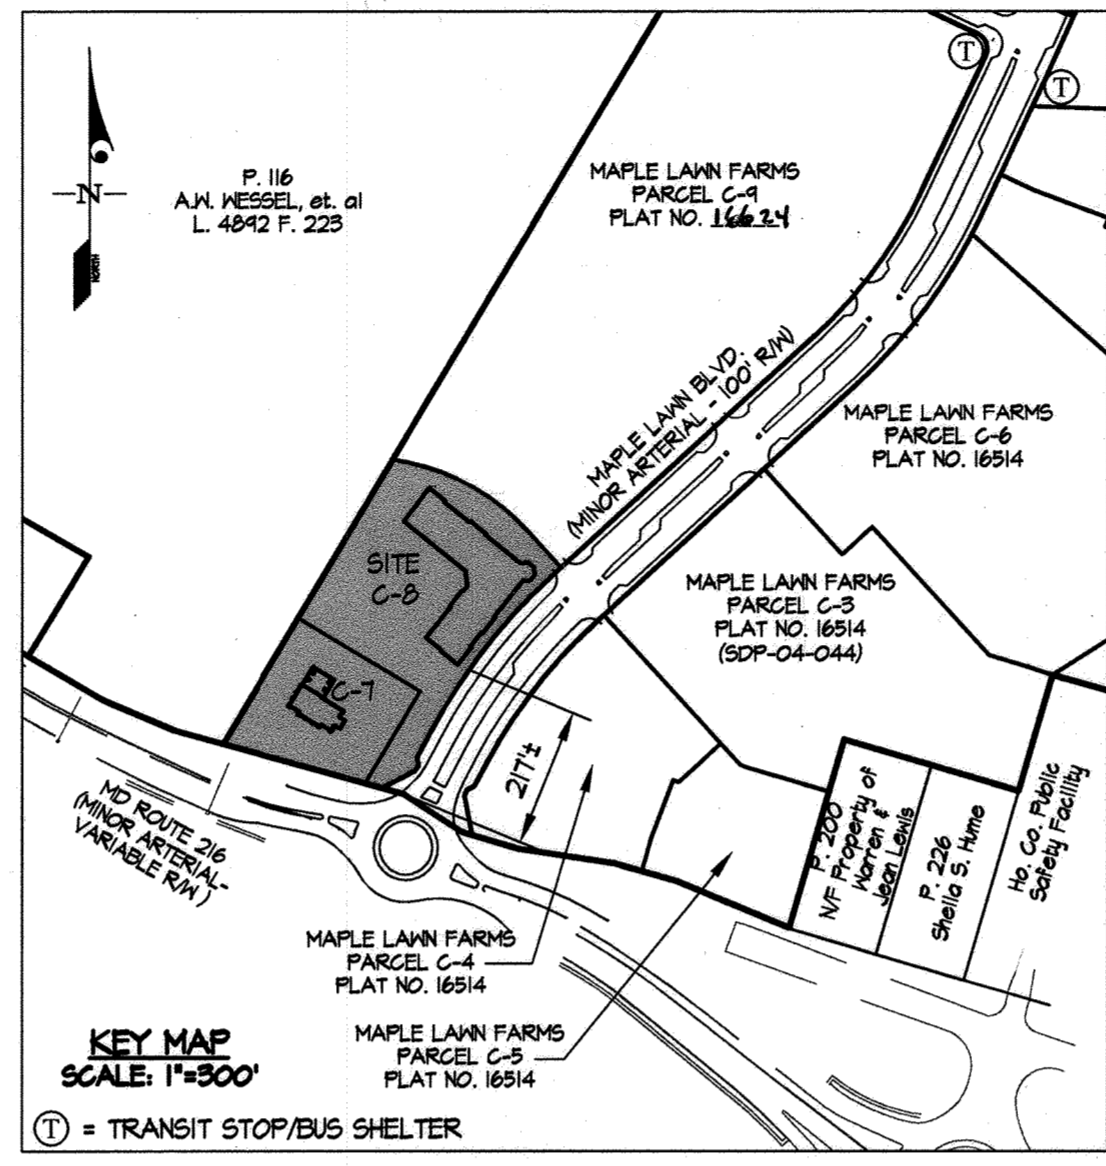 T
T
N
NORTH
P. 116
A.W. WESSEL, et. al
L. 4892 F. 223
MAPLE LAWN FARMS
PARCEL C-9
PLAT NO. 16624
MAPLE LAWN BLVD.
(MINOR ARTERIAL - 100' R/W)
MAPLE LAWN FARMS
PARCEL C-6
PLAT NO. 16514
SITE
C-8
C-7
MAPLE LAWN FARMS
PARCEL C-3
PLAT NO. 16514
(SDP-04-044)
217'±
MD ROUTE 216
(MINOR ARTERIAL-
VARIABLE R/W)
P. 200
N/F Property of
Warren &
Jean Lewis
P. 226
Sheila S. Hume
Ho. Co. Public
Safety Facility
MAPLE LAWN FARMS
PARCEL C-4
PLAT NO. 16514
MAPLE LAWN FARMS
PARCEL C-5
PLAT NO. 16514
KEY MAP
SCALE: 1"=300'
T = TRANSIT STOP/BUS SHELTER